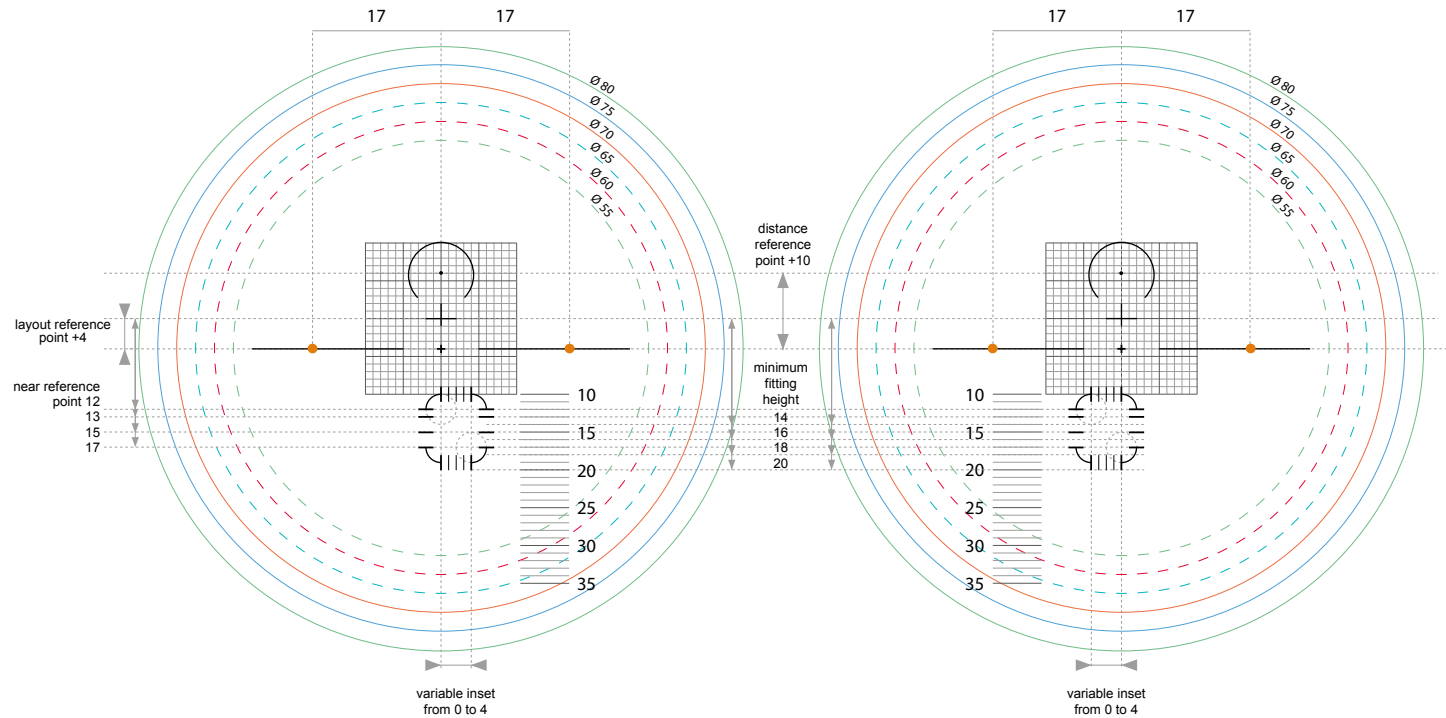 17 17
17 17
Ø 80
Ø 75
Ø 70
Ø 65
Ø 60
Ø 55
Ø 80
Ø 75
Ø 70
Ø 65
Ø 60
Ø 55
distance
reference
point +10
layout reference
point +4
near reference
point 12
13
15
17
10
15
20
25
30
35
minimum
fitting
height
14
16
18
20
10
15
20
25
30
35
variable inset
from 0 to 4
variable inset
from 0 to 4